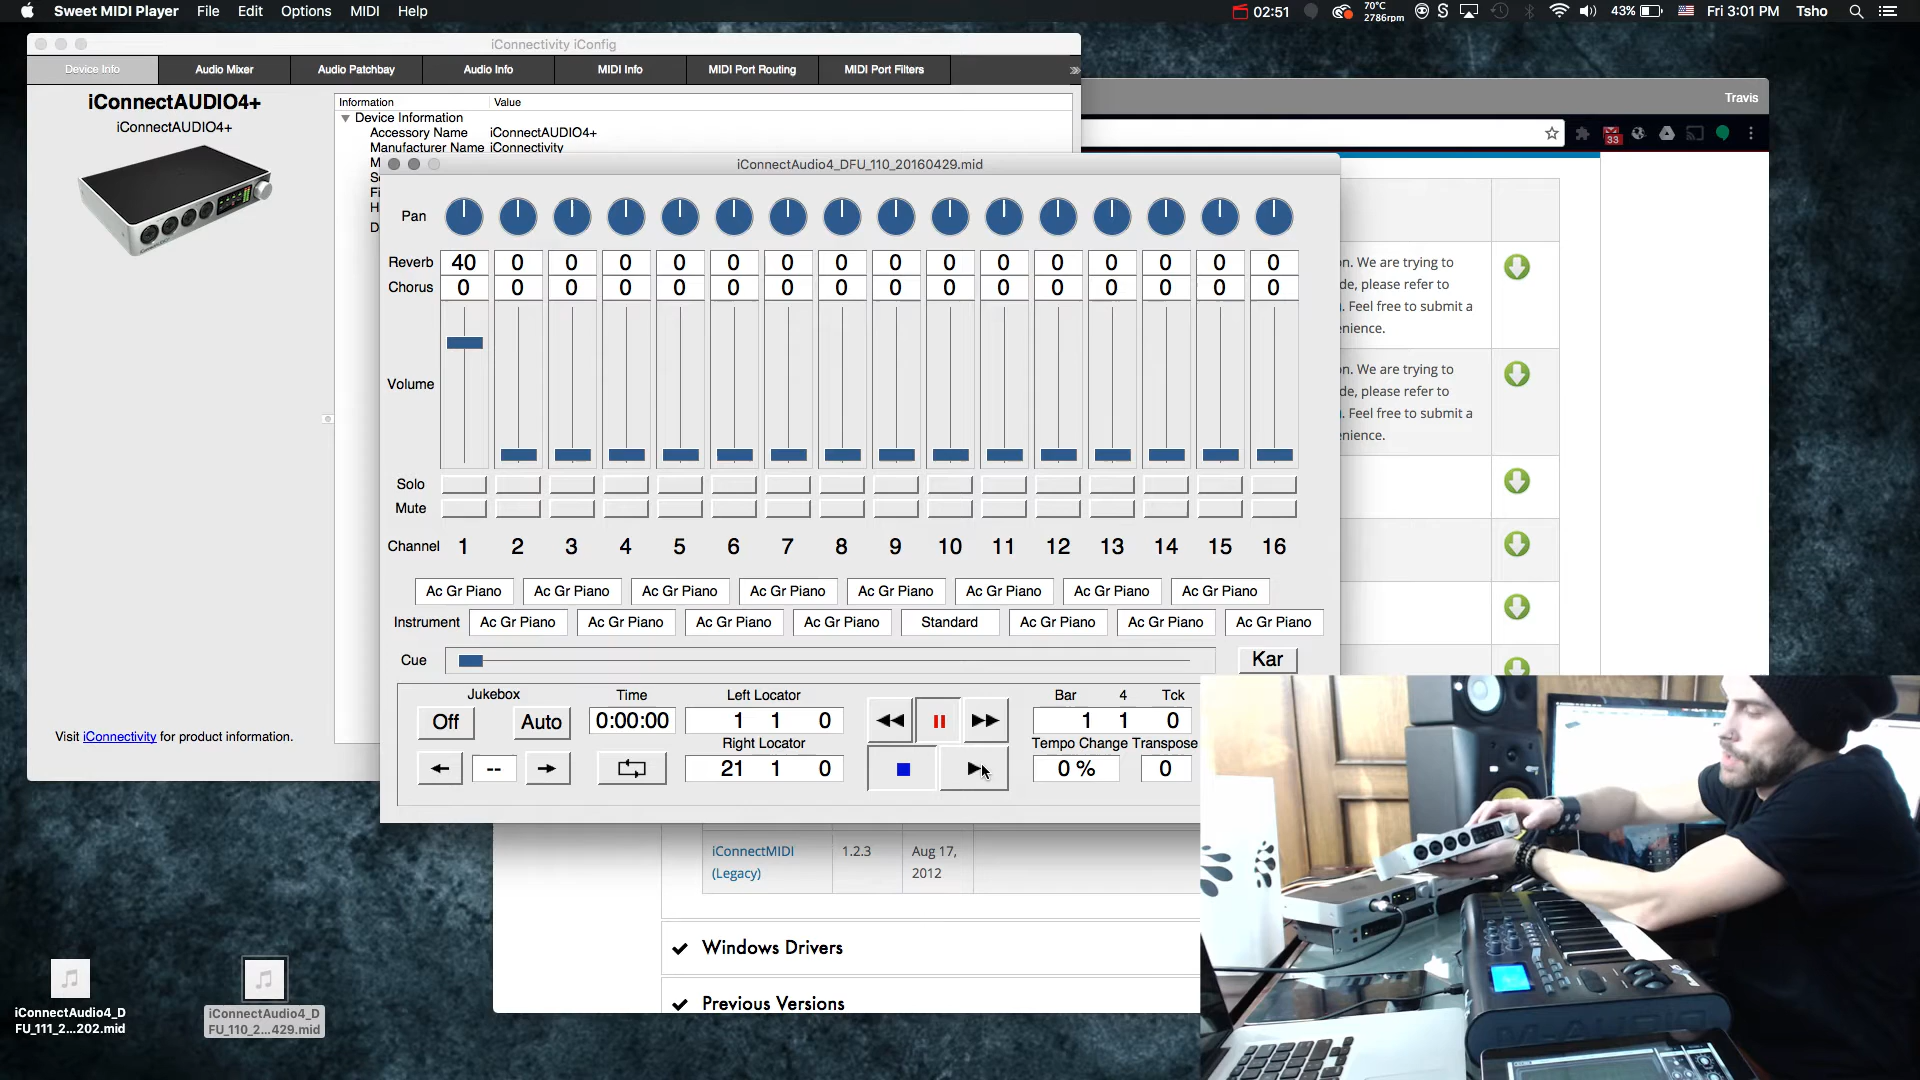 Sweet MIDI Player File Edit Options MIDI Help 02:51 70°C 2786rpm 43% Fri 3:01 PM Tsho
iConnectivity iConfig
Device Info Audio Mixer Audio Patchbay Audio Info MIDI Info MIDI Port Routing MIDI Port Filters »
Travis
iConnectAUDIO4+
iConnectAUDIO4+
Information Value
Device Information
Accessory Name iConnectAUDIO4+
Manufacturer Name iConnectivity
33
iConnectAudio4_DFU_110_20160429.mid
Pan
Reverb 40 0 0 0 0 0 0 0 0 0 0 0 0 0 0 0
Chorus 0 0 0 0 0 0 0 0 0 0 0 0 0 0 0 0
Volume
Solo
Mute
Channel 1 2 3 4 5 6 7 8 9 10 11 12 13 14 15 16
Ac Gr Piano Ac Gr Piano Ac Gr Piano Ac Gr Piano Ac Gr Piano Ac Gr Piano Ac Gr Piano Ac Gr Piano
Instrument Ac Gr Piano Ac Gr Piano Ac Gr Piano Ac Gr Piano Standard Ac Gr Piano Ac Gr Piano Ac Gr Piano
Cue Kar
Jukebox Time Left Locator Bar 4 Tck
Off Auto 0:00:00 1 1 0 1 1 0
Right Locator Tempo Change Transpose
-- 21 1 0 0 % 0
n. We are trying to
de, please refer to
. Feel free to submit a
enience.
n. We are trying to
de, please refer to
. Feel free to submit a
enience.
Visit iConnectivity for product information.
iConnectMIDI 1.2.3 Aug 17,
(Legacy) 2012
Windows Drivers
Previous Versions
iConnectAudio4_D
FU_111_2...202.mid
iConnectAudio4_D
FU_110_2...429.mid